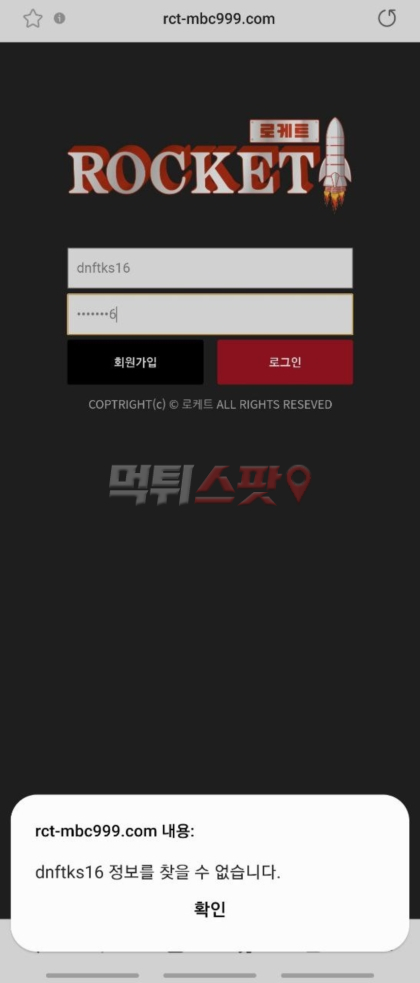 rct-mbc999.com
로케트
ROCKET
dnftks16
•••••••6
회원가입 로그인
COPTRIGHT(c) © 로케트 ALL RIGHTS RESEVED
먹튀스팟
rct-mbc999.com 내용:
dnftks16 정보를 찾을 수 없습니다.
확인